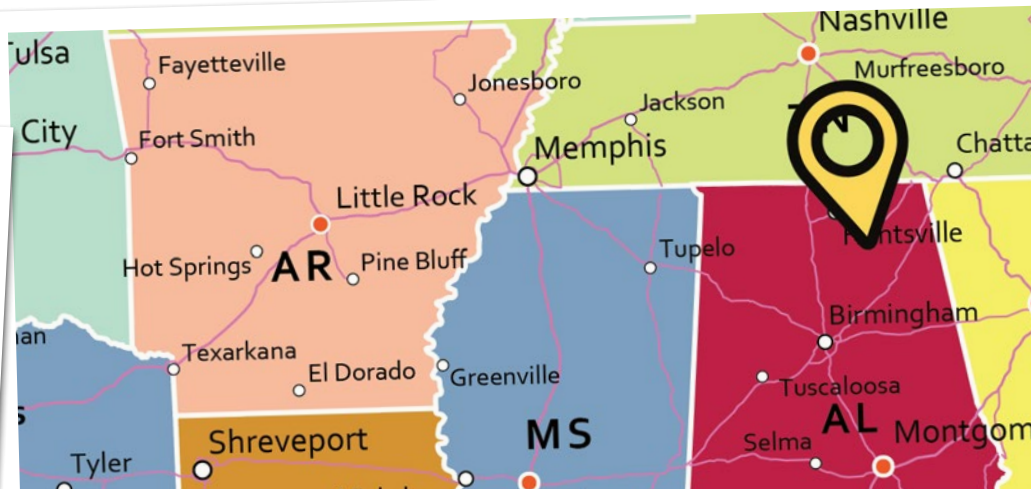 Tulsa
Fayetteville
Nashville
Murfreesboro
Jonesboro
Jackson
City
Fort Smith
Memphis
Chatta
Little Rock
Hot Springs
AR
Pine Bluff
Tupelo
Huntsville
Birmingham
Texarkana
El Dorado
Greenville
Tuscaloosa
MS
AL
Shreveport
Selma
Montgom
Tyler